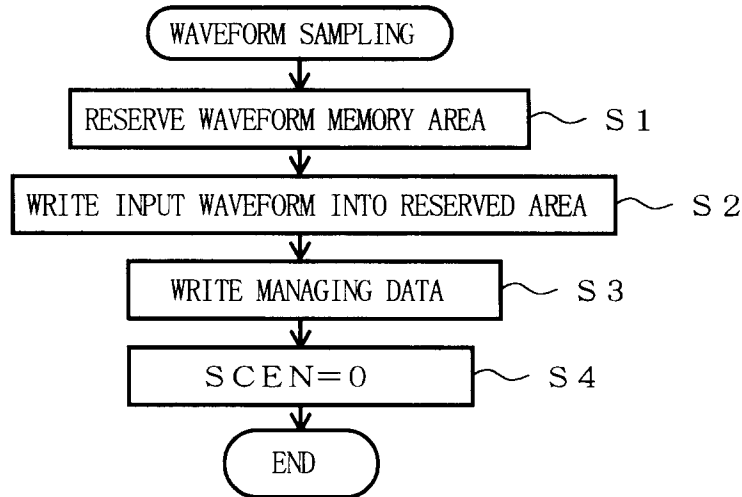 WAVEFORM SAMPLING
RESERVE WAVEFORM MEMORY AREA S1
WRITE INPUT WAVEFORM INTO RESERVED AREA S2
WRITE MANAGING DATA S3
SCEN=0 S4
END